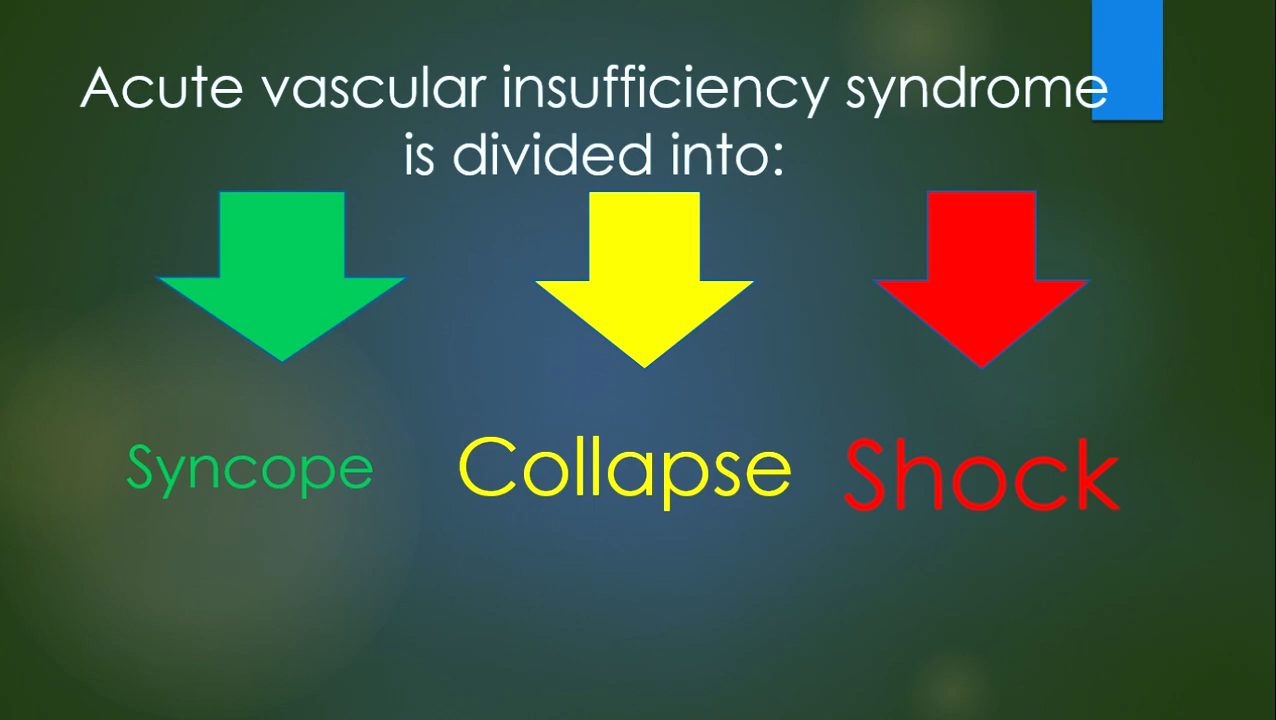 Acute vascular insufficiency syndrome
is divided into:
Syncope Collapse Shock